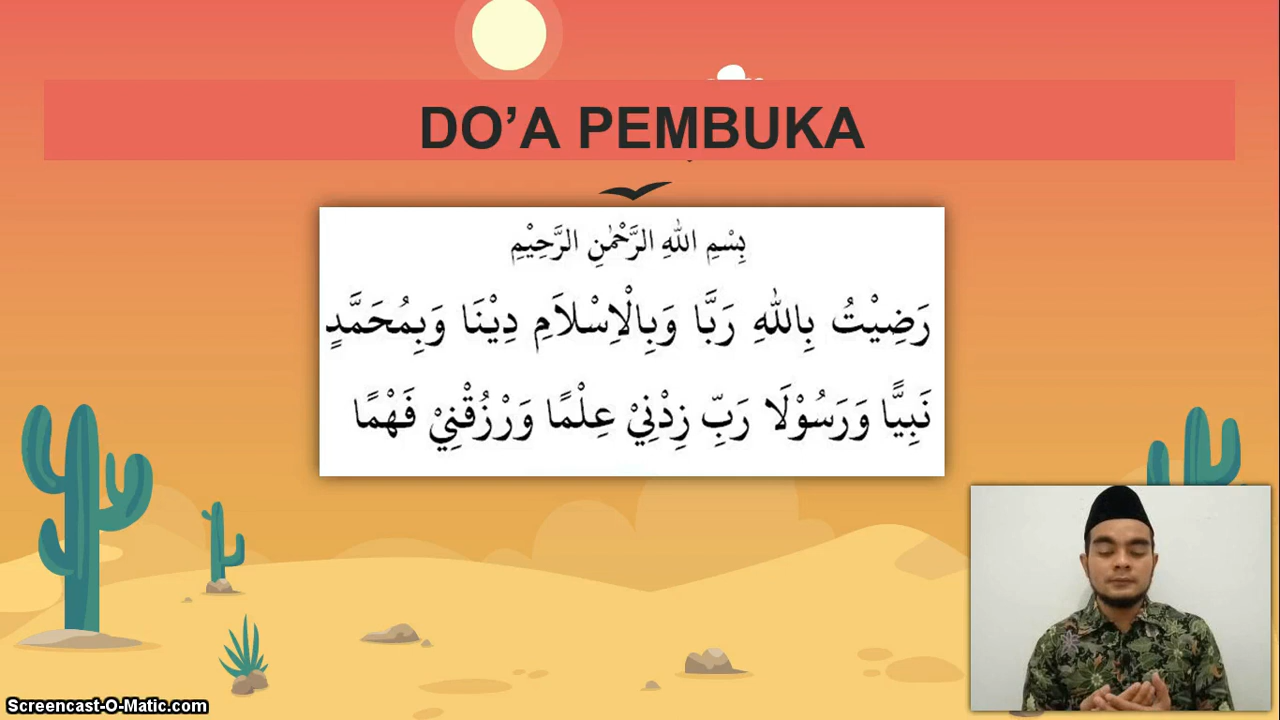 DO’A PEMBUKA
بِسْمِ اللهِ الرَّحْمٰنِ الرَّحِيْمِ
رَضِيْتُ بِاللهِ رَبَّا وَبِالْاِسْلَامِ دِيْنَا وَبِمُحَمَّدٍ
نَبِيًّا وَرَسُوْلَا رَبِّ زِدْنِيْ عِلْمًا وَرْزُقْنِيْ فَهْمًا
Screencast-O-Matic.com